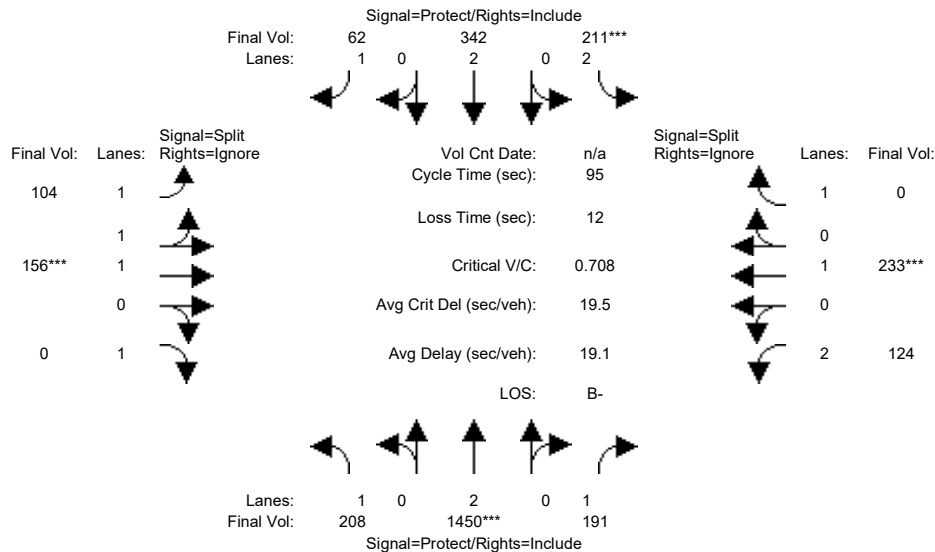 Signal=Protect/Rights=Include
Final Vol: 62 342 211***
Lanes: 1 0 2 0 2
Signal=Split Signal=Split
Final Vol: Lanes: Rights=Ignore Vol Cnt Date: n/a Rights=Ignore Lanes: Final Vol:
Cycle Time (sec): 95
104 1 1 0
Loss Time (sec): 12
1 0
156*** 1 Critical V/C: 0.708 1 233***
0 Avg Crit Del (sec/veh): 19.5 0
0 1 Avg Delay (sec/veh): 19.1 2 124
LOS: B-
Lanes: 1 0 2 0 1
Final Vol: 208 1450*** 191
Signal=Protect/Rights=Include